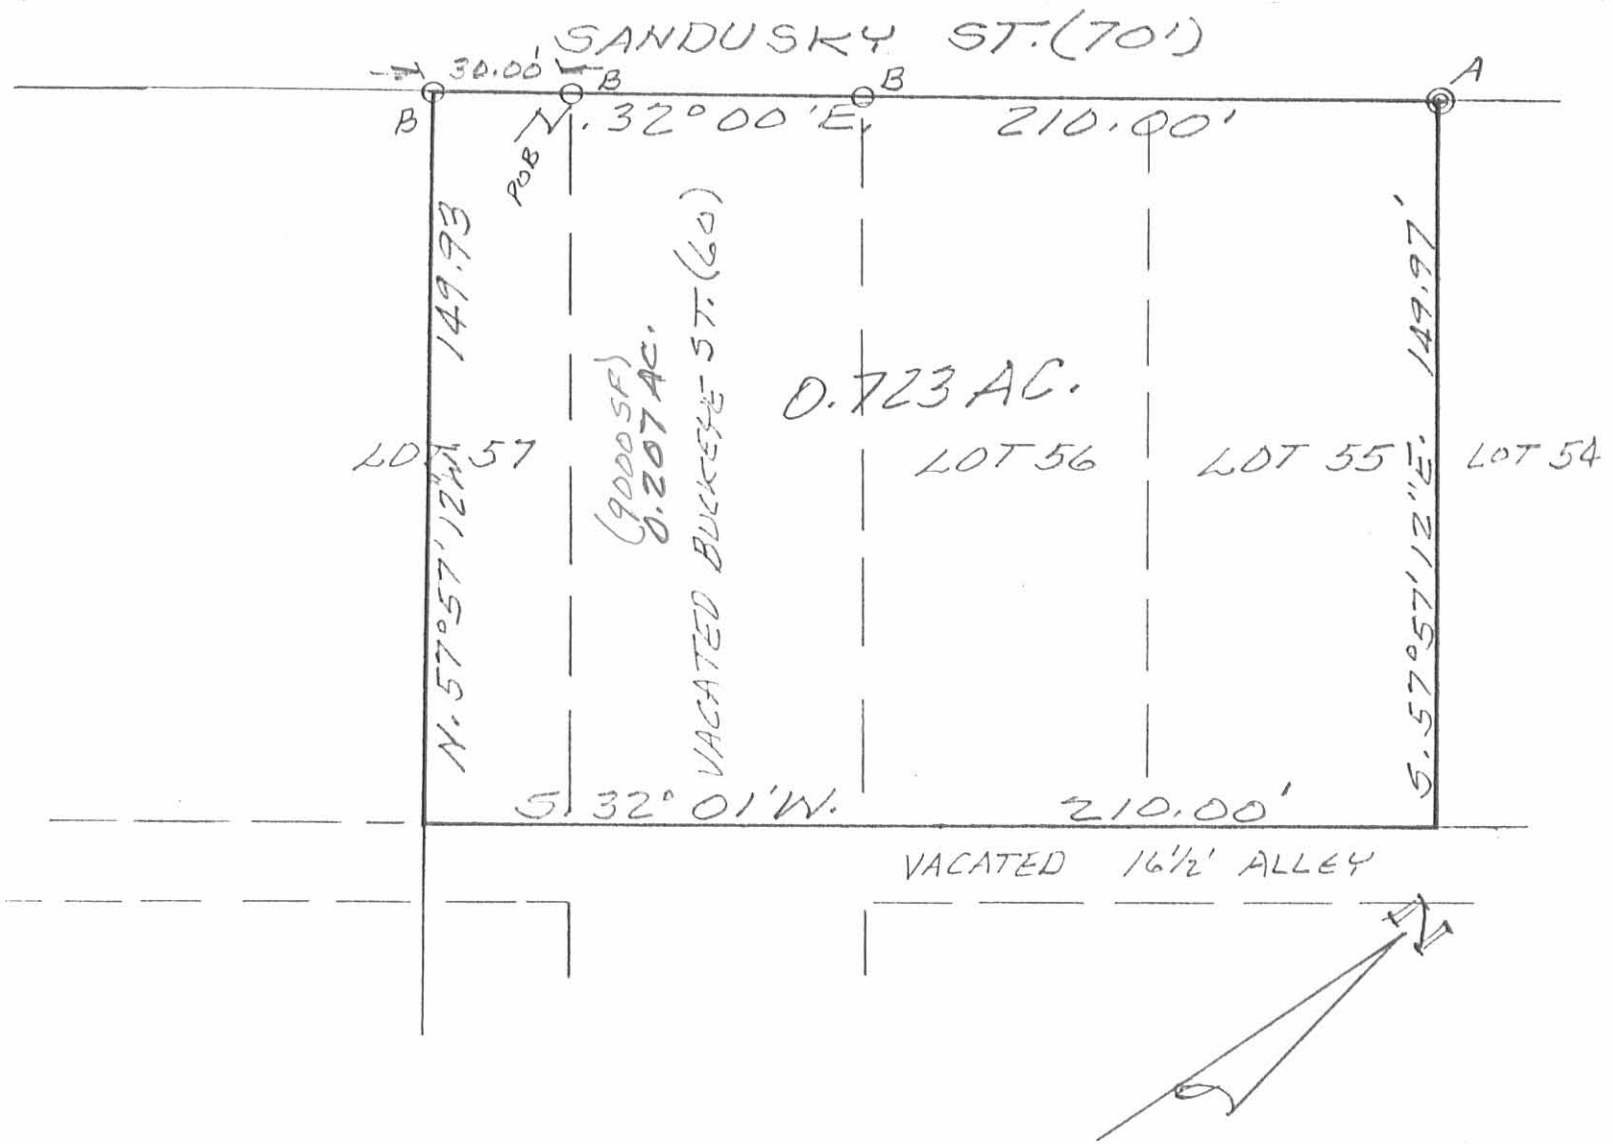 SANDUSKY ST. (70')
30.00'
B
B
A
B
N. 32° 00' E. 210.00'
POB
149.93
N. 57° 57' 12" W
(9000 SF)
0.207 AC.
VACATED BUCKEYE ST. (60)
0.723 AC.
149.97'
S. 57° 57' 12" E.
LOT 57
LOT 56
LOT 55
LOT 54
S. 32° 01' W. 210.00'
VACATED 16 1/2' ALLEY
N